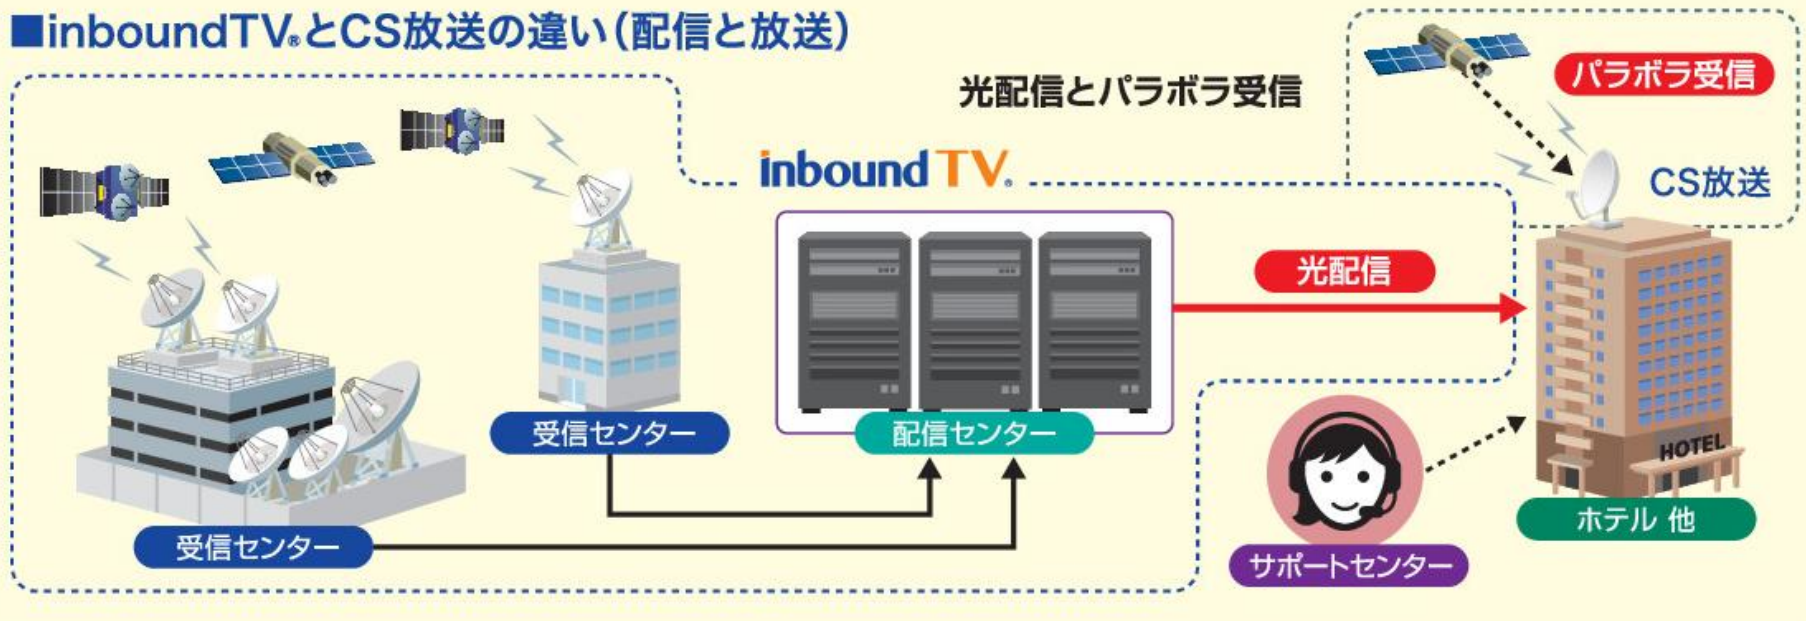 ■inboundTV®とCS放送の違い（配信と放送）
光配信とパラボラ受信
パラボラ受信
CS放送
inbound TV®
光配信
受信センター
配信センター
HOTEL
ホテル 他
受信センター
サポートセンター